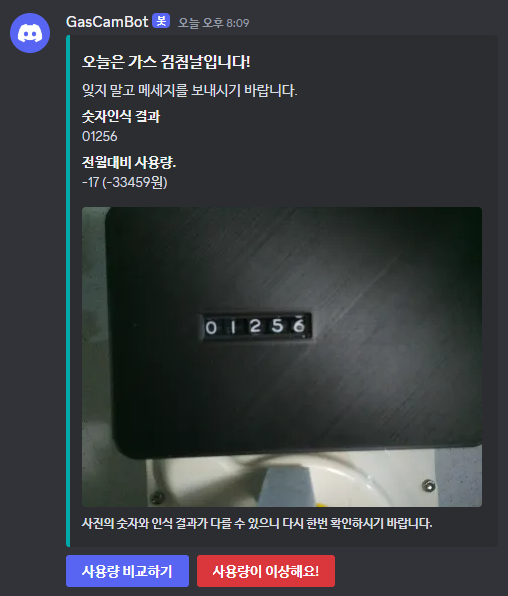 GasCamBot 봇 오늘 오후 8:09
오늘은 가스 검침날입니다!
잊지 말고 메세지를 보내시기 바랍니다.
숫자인식 결과
01256
전월대비 사용량.
-17 (-33459원)
01256
사진의 숫자와 인식 결과가 다를 수 있으니 다시 한번 확인하시기 바랍니다.
사용량 비교하기 사용량이 이상해요!